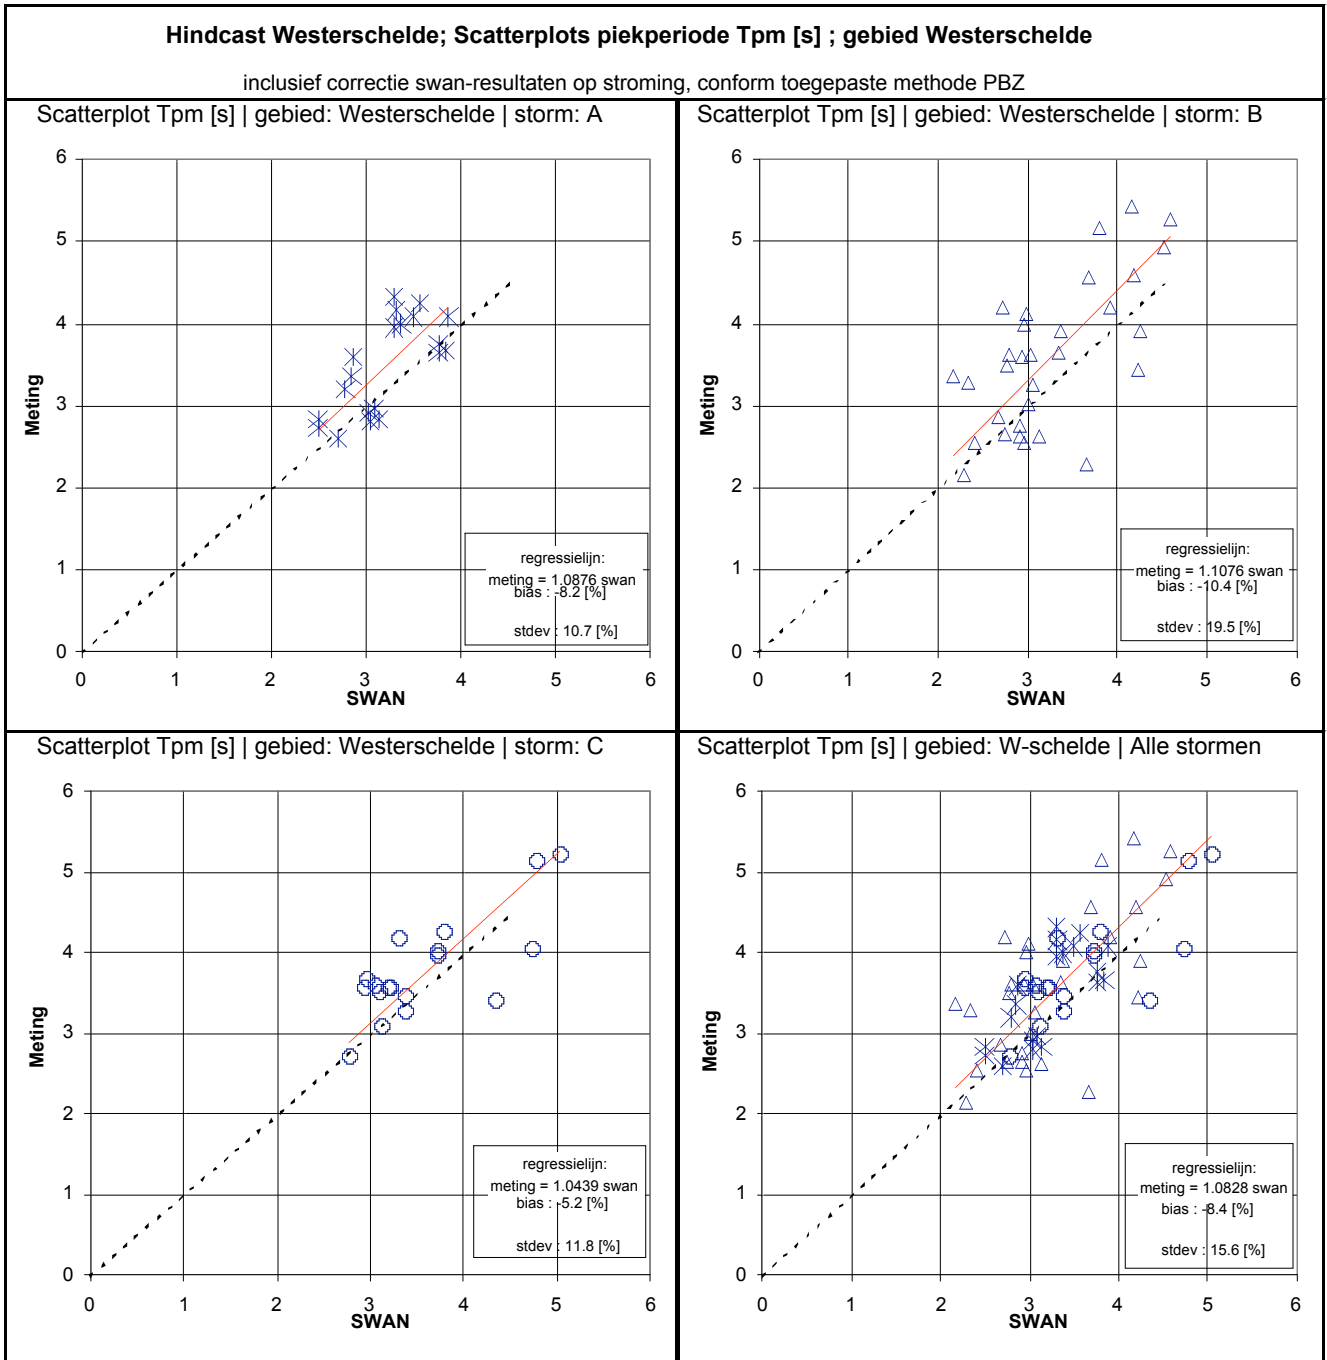 Hindcast Westerschelde; Scatterplots piekperiode Tpm [s] ; gebied Westerschelde
inclusief correctie swan-resultaten op stroming, conform toegepaste methode PBZ
Scatterplot Tpm [s] | gebied: Westerschelde | storm: A
6
5
4
3
2
1
0
Meting
0 1 2 3 4 5 6
SWAN
regressielijn:
meting = 1.0876 swan
bias : -8.2 [%]
stdev : 10.7 [%]
Scatterplot Tpm [s] | gebied: Westerschelde | storm: B
6
5
4
3
2
1
0
Meting
0 1 2 3 4 5 6
SWAN
regressielijn:
meting = 1.1076 swan
bias : -10.4 [%]
stdev : 19.5 [%]
Scatterplot Tpm [s] | gebied: Westerschelde | storm: C
6
5
4
3
2
1
0
Meting
0 1 2 3 4 5 6
SWAN
regressielijn:
meting = 1.0439 swan
bias : -5.2 [%]
stdev : 11.8 [%]
Scatterplot Tpm [s] | gebied: W-schelde | Alle stormen
6
5
4
3
2
1
0
Meting
0 1 2 3 4 5 6
SWAN
regressielijn:
meting = 1.0828 swan
bias : -8.4 [%]
stdev : 15.6 [%]